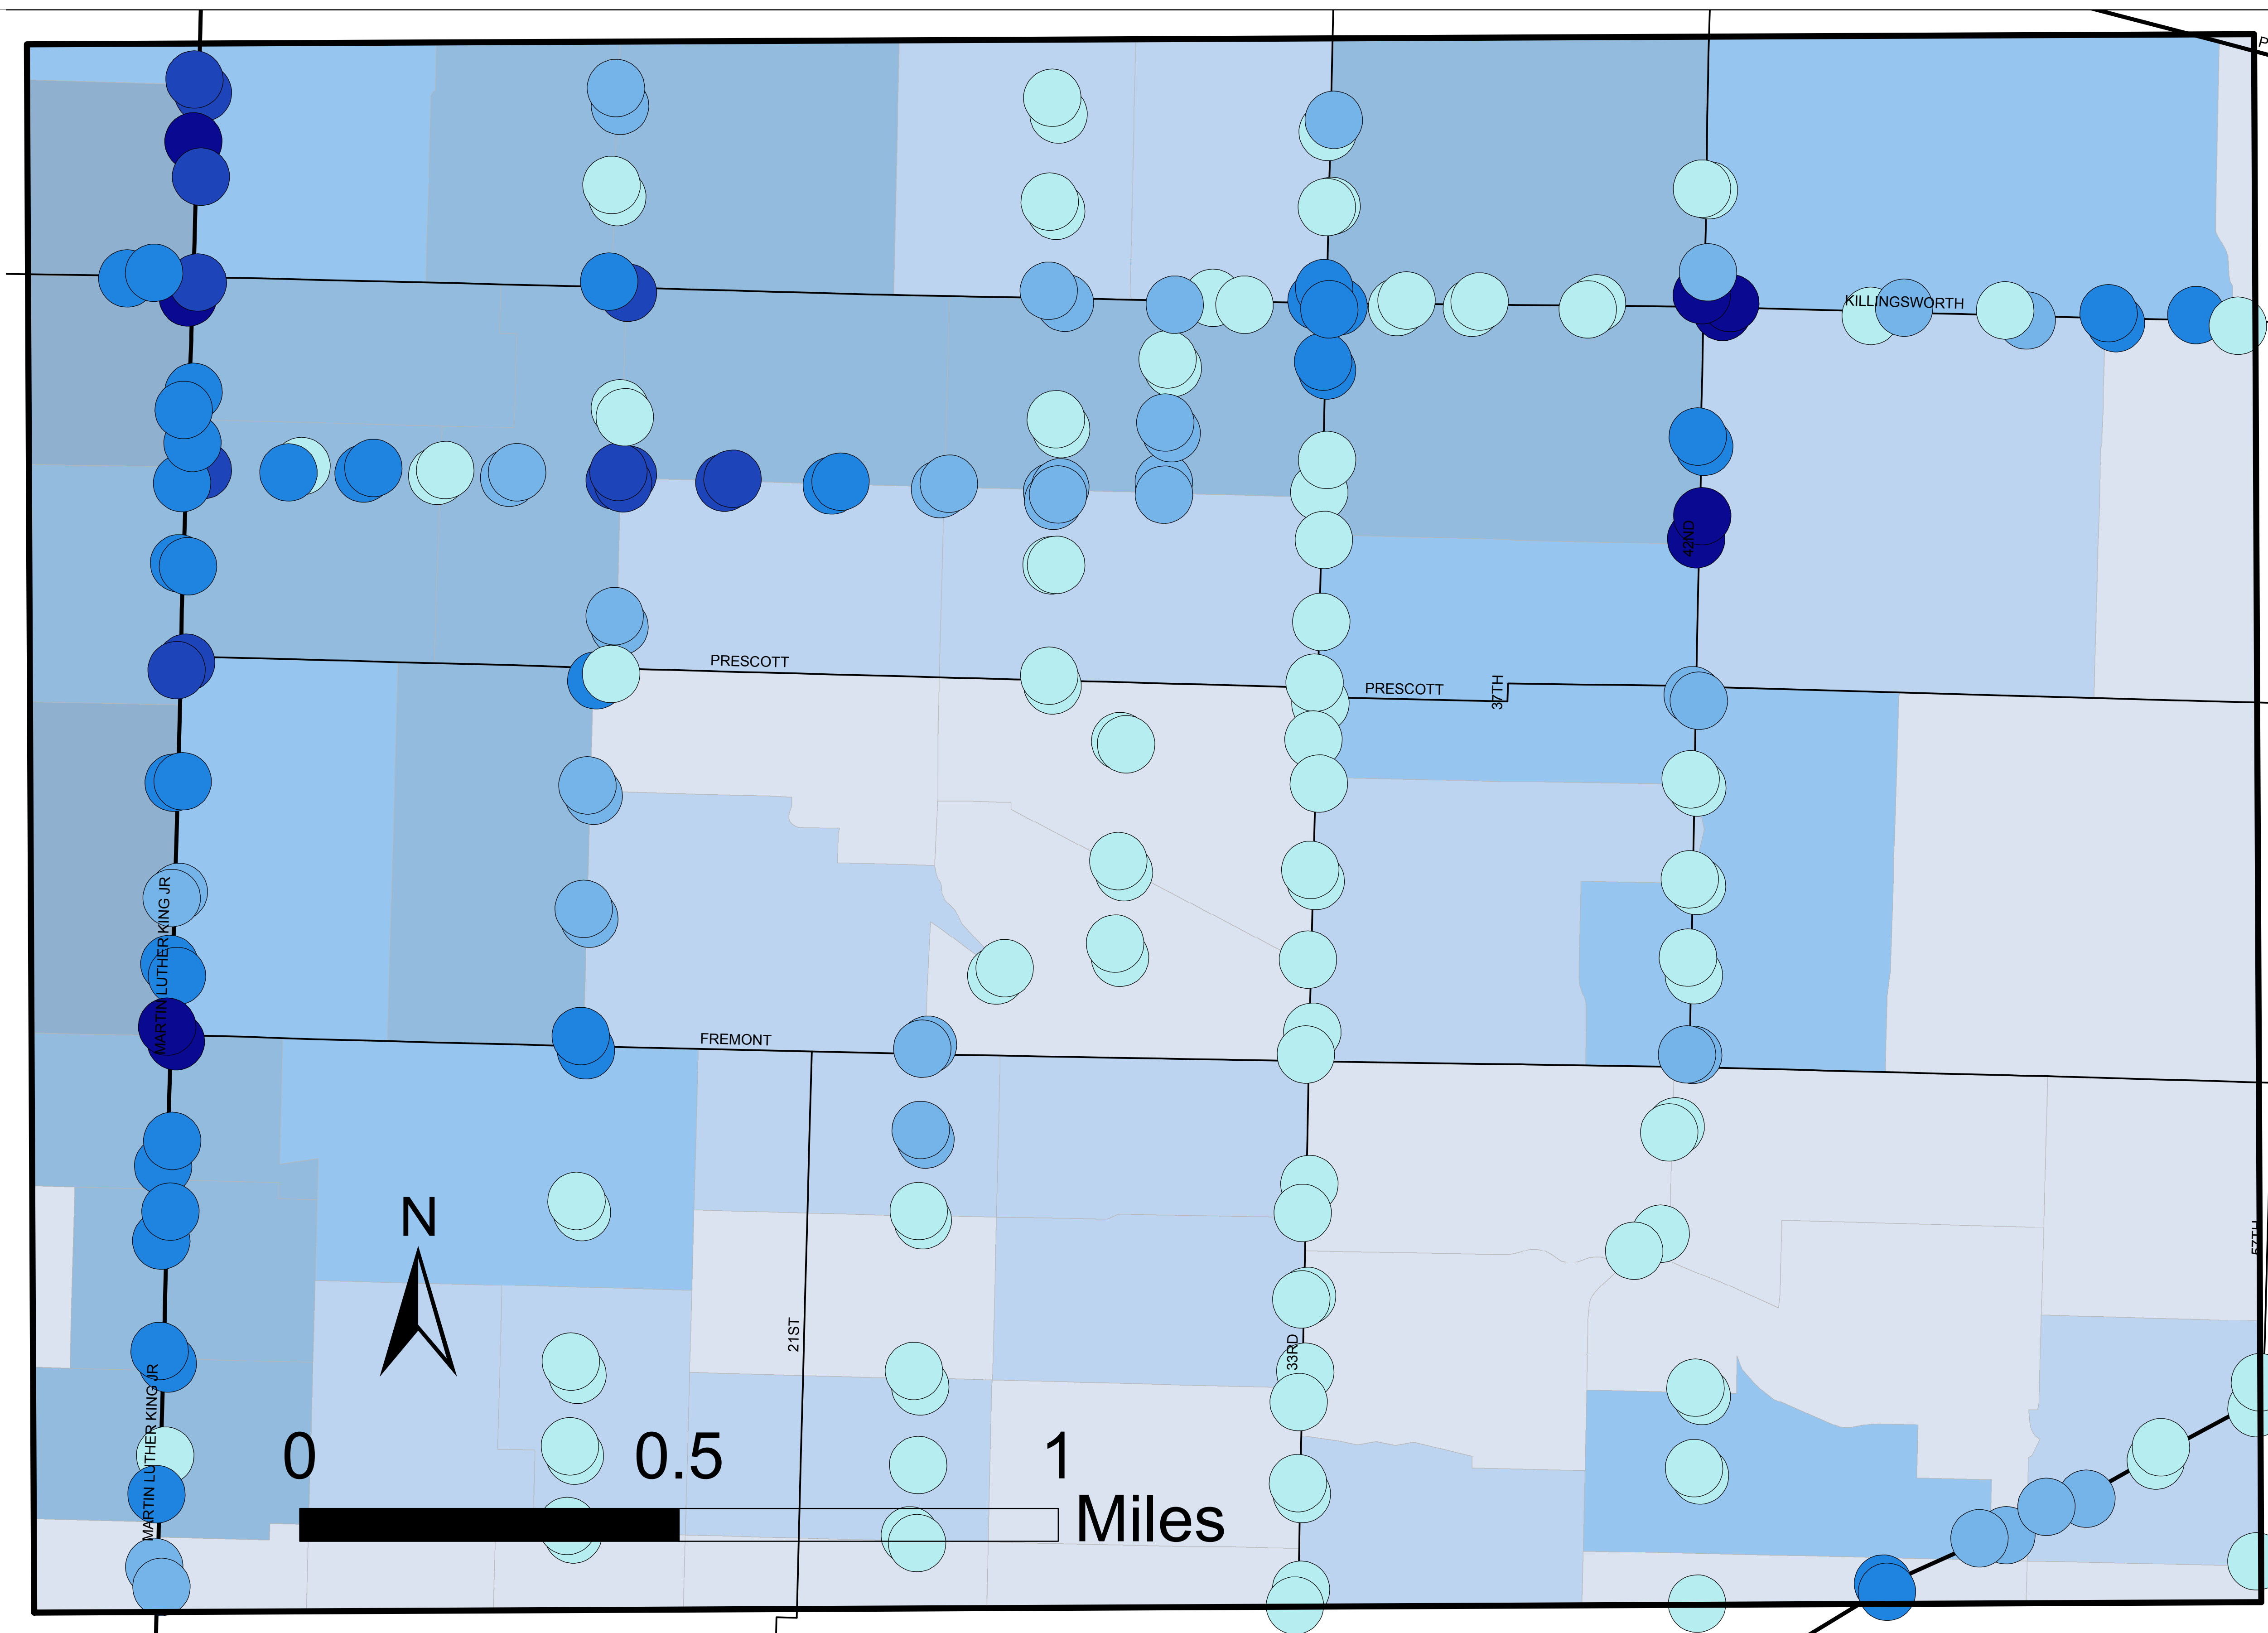 KILLINGSWORTH
42ND
PRESCOTT
PRESCOTT
37TH
MARTIN LUTHER KING JR
FREMONT
N
57TH
21ST
33RD
MARTIN LUTHER KING JR
0
0.5
1
Miles